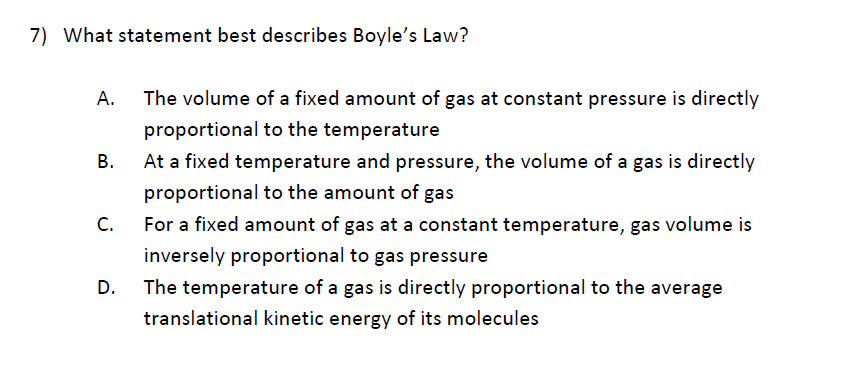 7) What statement best describes Boyle’s Law?
A. The volume of a fixed amount of gas at constant pressure is directly
proportional to the temperature
B. At a fixed temperature and pressure, the volume of a gas is directly
proportional to the amount of gas
C. For a fixed amount of gas at a constant temperature, gas volume is
inversely proportional to gas pressure
D. The temperature of a gas is directly proportional to the average
translational kinetic energy of its molecules